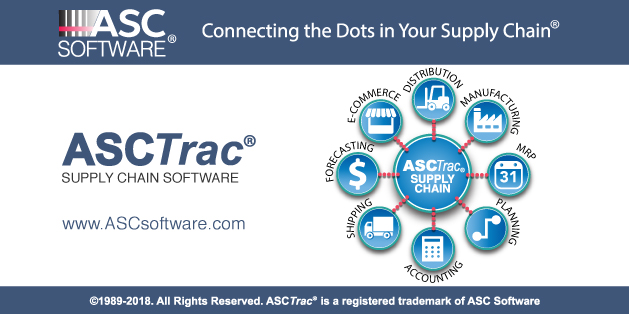 ASC
SOFTWARE®
Connecting the Dots in Your Supply Chain®
ASCTrac®
SUPPLY CHAIN SOFTWARE
www.ASCsoftware.com
DISTRIBUTION
MANUFACTURING
MRP
31
PLANNING
ACCOUNTING
SHIPPING
FORECASTING
$
E-COMMERCE
ASCTrac®
SUPPLY
CHAIN
©1989-2018. All Rights Reserved. ASCTrac® is a registered trademark of ASC Software